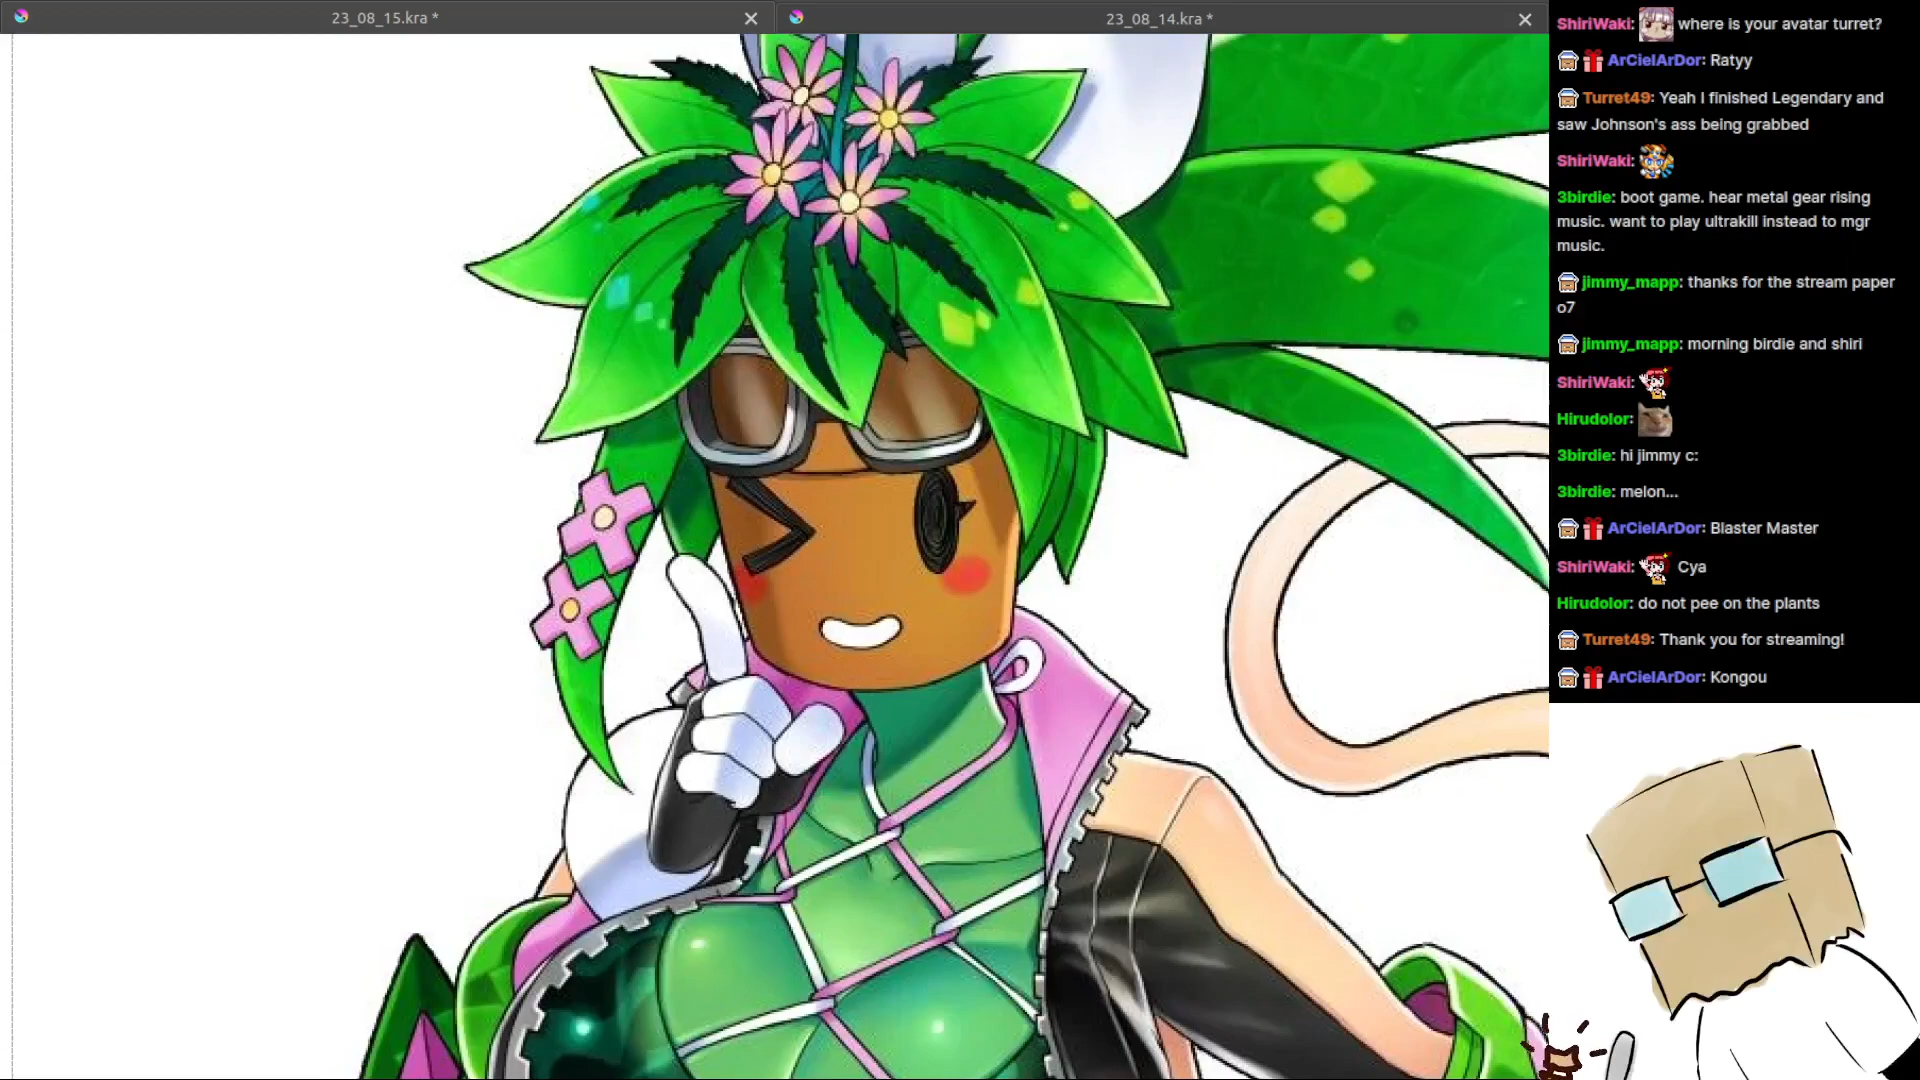 23_08_15.kra *
23_08_14.kra *
ShiriWaki: where is your avatar turret?
ArCielArDor: Ratyy
Turret49: Yeah I finished Legendary and
saw Johnson's ass being grabbed
ShiriWaki:
3birdie: boot game. hear metal gear rising
music. want to play ultrakill instead to mgr
music.
jimmy_mapp: thanks for the stream paper
o7
jimmy_mapp: morning birdie and shiri
ShiriWaki:
Hirudolor:
3birdie: hi jimmy c:
3birdie: melon...
ArCielArDor: Blaster Master
ShiriWaki: Cya
Hirudolor: do not pee on the plants
Turret49: Thank you for streaming!
ArCielArDor: Kongou